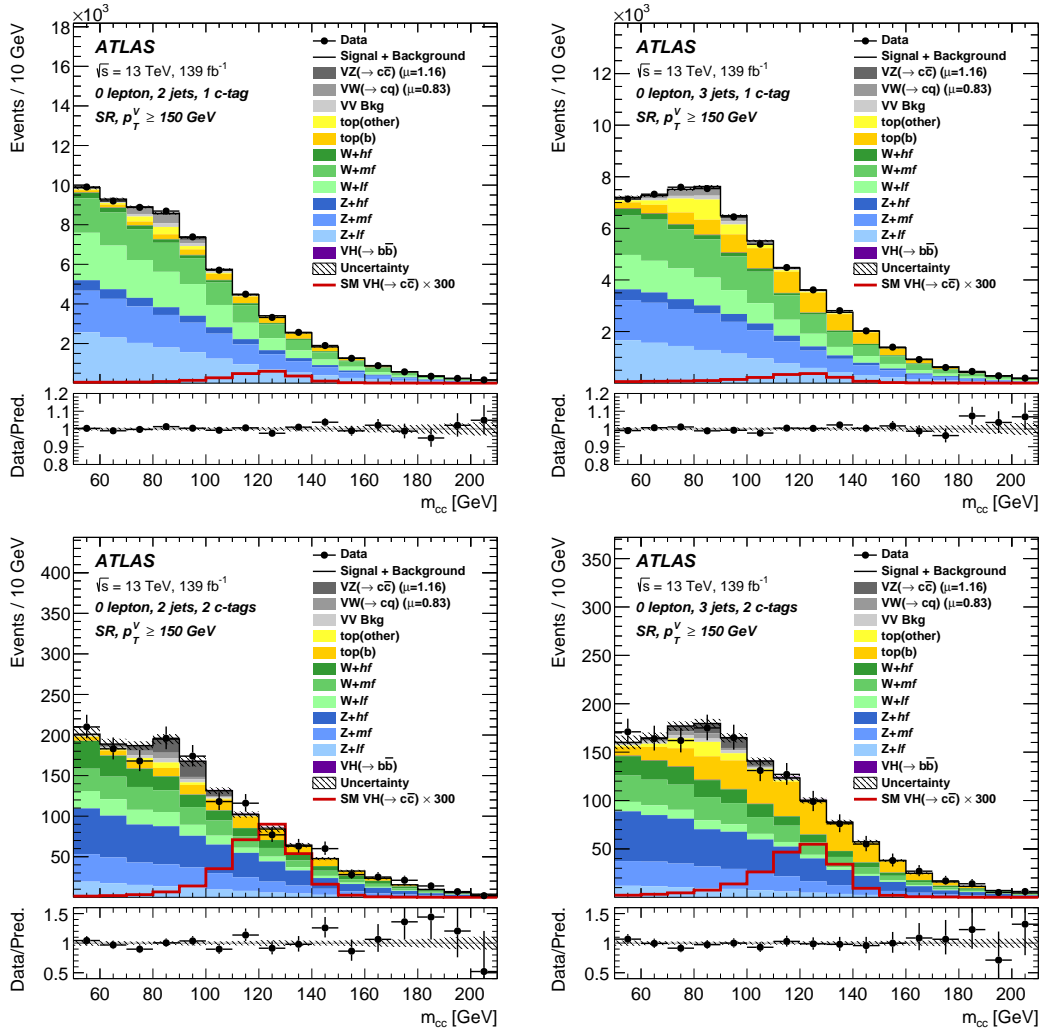 ×10³
18
16
14
12
10
8
6
4
2
Events / 10 GeV
ATLAS
√s = 13 TeV, 139 fb⁻¹
0 lepton, 2 jets, 1 c-tag
SR, p_T^V ≥ 150 GeV
Data
Signal + Background
VZ(→ cc̄) (μ=1.16)
VW(→ cq) (μ=0.83)
VV Bkg
top(other)
top(b)
W+hf
W+mf
W+lf
Z+hf
Z+mf
Z+lf
VH(→ bb̄)
Uncertainty
SM VH(→ cc̄) × 300
1.2
1.1
1.0
0.9
0.8
Data/Pred.
60 80 100 120 140 160 180 200
m_cc [GeV]
×10³
12
10
8
6
4
2
Events / 10 GeV
ATLAS
√s = 13 TeV, 139 fb⁻¹
0 lepton, 3 jets, 1 c-tag
SR, p_T^V ≥ 150 GeV
Data
Signal + Background
VZ(→ cc̄) (μ=1.16)
VW(→ cq) (μ=0.83)
VV Bkg
top(other)
top(b)
W+hf
W+mf
W+lf
Z+hf
Z+mf
Z+lf
VH(→ bb̄)
Uncertainty
SM VH(→ cc̄) × 300
1.2
1.1
1.0
0.9
0.8
Data/Pred.
60 80 100 120 140 160 180 200
m_cc [GeV]
400
350
300
250
200
150
100
50
Events / 10 GeV
ATLAS
√s = 13 TeV, 139 fb⁻¹
0 lepton, 2 jets, 2 c-tags
SR, p_T^V ≥ 150 GeV
Data
Signal + Background
VZ(→ cc̄) (μ=1.16)
VW(→ cq) (μ=0.83)
VV Bkg
top(other)
top(b)
W+hf
W+mf
W+lf
Z+hf
Z+mf
Z+lf
VH(→ bb̄)
Uncertainty
SM VH(→ cc̄) × 300
1.5
1
0.5
Data/Pred.
60 80 100 120 140 160 180 200
m_cc [GeV]
350
300
250
200
150
100
50
Events / 10 GeV
ATLAS
√s = 13 TeV, 139 fb⁻¹
0 lepton, 3 jets, 2 c-tags
SR, p_T^V ≥ 150 GeV
Data
Signal + Background
VZ(→ cc̄) (μ=1.16)
VW(→ cq) (μ=0.83)
VV Bkg
top(other)
top(b)
W+hf
W+mf
W+lf
Z+hf
Z+mf
Z+lf
VH(→ bb̄)
Uncertainty
SM VH(→ cc̄) × 300
1.5
1
0.5
Data/Pred.
60 80 100 120 140 160 180 200
m_cc [GeV]